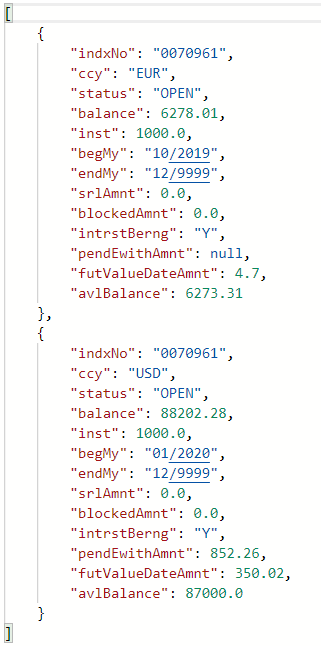 [
    {
        "indxNo": "0070961",
        "ccy": "EUR",
        "status": "OPEN",
        "balance": 6278.01,
        "inst": 1000.0,
        "begMy": "10/2019",
        "endMy": "12/9999",
        "srlAmnt": 0.0,
        "blockedAmnt": 0.0,
        "intrstBerng": "Y",
        "pendEwithAmnt": null,
        "futValueDateAmnt": 4.7,
        "avlBalance": 6273.31
    },
    {
        "indxNo": "0070961",
        "ccy": "USD",
        "status": "OPEN",
        "balance": 88202.28,
        "inst": 1000.0,
        "begMy": "01/2020",
        "endMy": "12/9999",
        "srlAmnt": 0.0,
        "blockedAmnt": 0.0,
        "intrstBerng": "Y",
        "pendEwithAmnt": 852.26,
        "futValueDateAmnt": 350.02,
        "avlBalance": 87000.0
    }
]